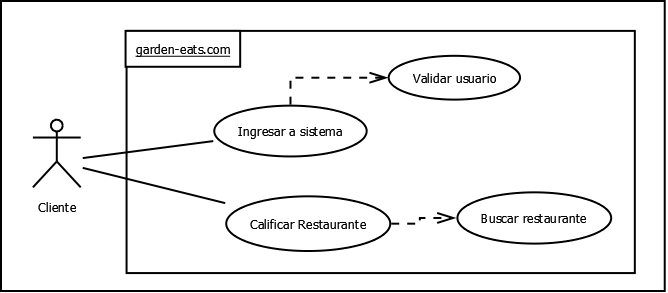 garden-eats.com
Validar usuario
Ingresar a sistema
Cliente
Calificar Restaurante
Buscar restaurante